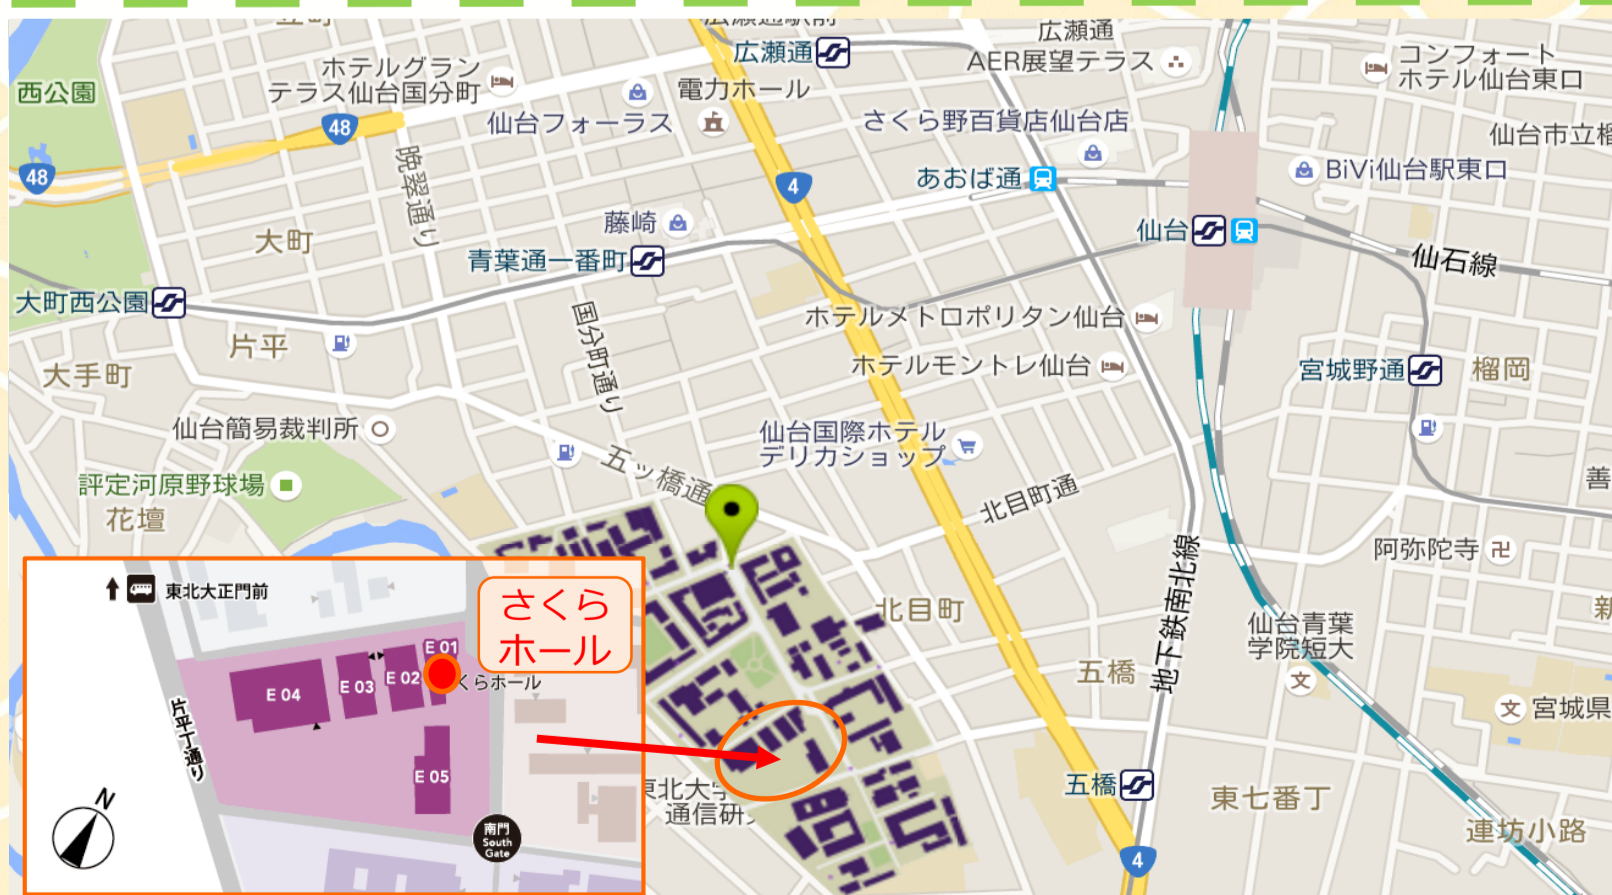 広瀬通
広瀬通
AER展望テラス
コンフォート
ホテル仙台東口
西公園
ホテルグラン
テラス仙台国分町
電力ホール
48
仙台フォーラス
さくら野百貨店仙台店
仙台市立
48
晩翠通り
4
あおば通
BiVi仙台駅東口
大町
藤崎
仙台
青葉通一番町
仙石線
大町西公園
国分町通り
ホテルメトロポリタン仙台
片平
大手町
ホテルモントレ仙台
宮城野通
榴岡
仙台簡易裁判所
仙台国際ホテル
デリカショップ
五ッ橋通
評定河原野球場
花壇
北目町通
善
地下鉄南北線
阿弥陀寺
北目町
新
仙台青葉
学院短大
五橋
文
文
宮城県
五橋
東七番丁
連坊小路
4
東北大学
通信研
東北大正門前
さくら
ホール
E 01
E 02
E 03
E 04
くらホール
E 05
片平丁通り
N
南門
South
Gate